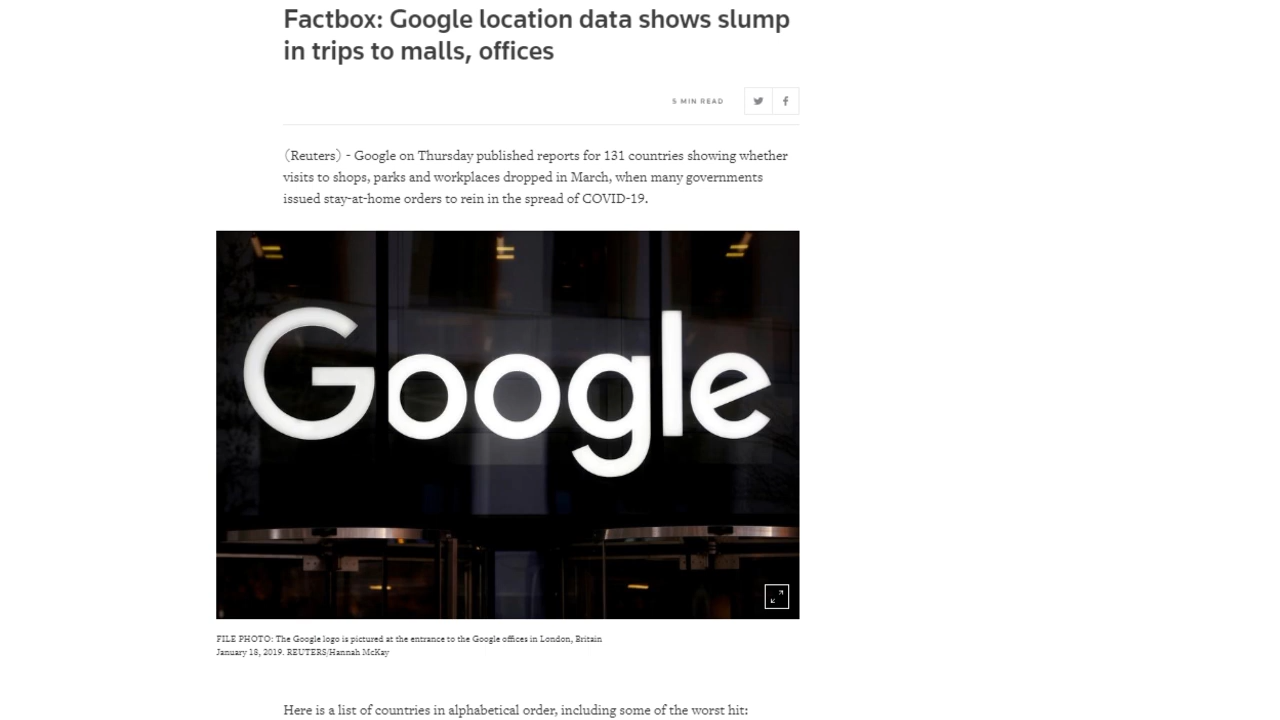 Factbox: Google location data shows slump
in trips to malls, offices
5 MIN READ
(Reuters) - Google on Thursday published reports for 131 countries showing whether
visits to shops, parks and workplaces dropped in March, when many governments
issued stay-at-home orders to rein in the spread of COVID-19.
Google
FILE PHOTO: The Google logo is pictured at the entrance to the Google offices in London, Britain
January 18, 2019. REUTERS/Hannah McKay
Here is a list of countries in alphabetical order, including some of the worst hit: